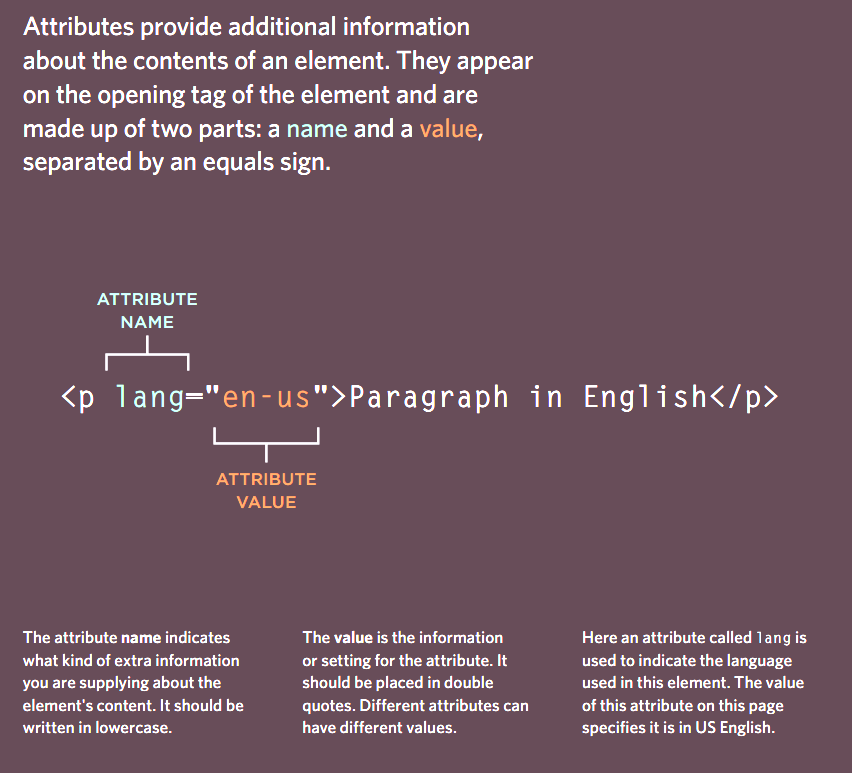 Attributes provide additional information
about the contents of an element. They appear
on the opening tag of the element and are
made up of two parts: a name and a value,
separated by an equals sign.
ATTRIBUTE
NAME
<p lang="en-us">Paragraph in English</p>
ATTRIBUTE
VALUE
The attribute name indicates
what kind of extra information
you are supplying about the
element's content. It should be
written in lowercase.
The value is the information
or setting for the attribute. It
should be placed in double
quotes. Different attributes can
have different values.
Here an attribute called lang is
used to indicate the language
used in this element. The value
of this attribute on this page
specifies it is in US English.